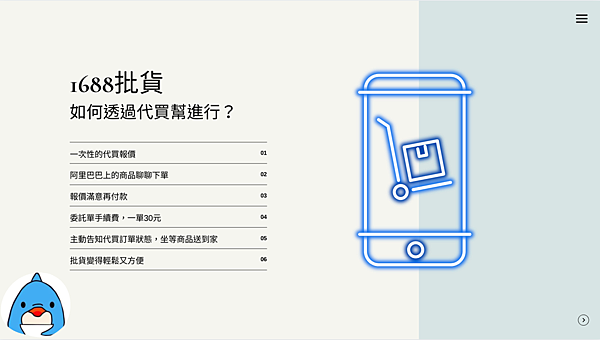 1688批貨
如何透過代買幫進行？
一次性的代買報價 01
阿里巴巴上的商品聊聊下單 02
報價滿意再付款 03
委託單手續費，一單30元 04
主動告知代買訂單狀態，坐等商品送到家 05
批貨變得輕鬆又方便 06